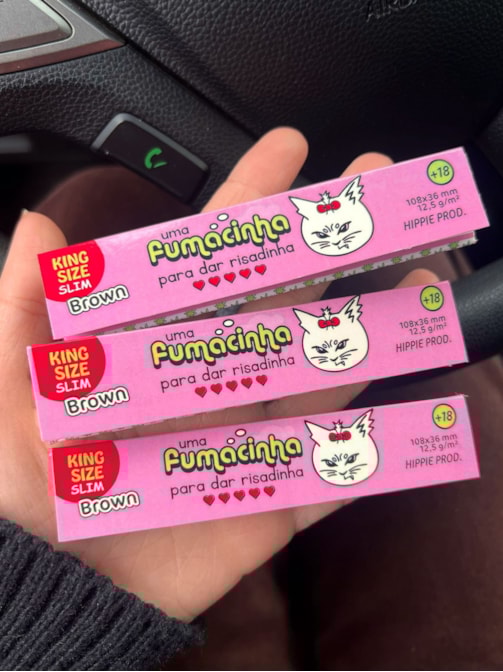 KING
SIZE
SLIM
Brown
uma
fumacinha
para dar risadinha
+18
108x36 mm
12,5 g/m²
HIPPIE PROD.
KING
SIZE
SLIM
Brown
uma
fumacinha
para dar risadinha
+18
108x36 mm
12,5 g/m²
HIPPIE PROD.
KING
SIZE
SLIM
Brown
uma
fumacinha
para dar risadinha
+18
108x36 mm
12,5 g/m²
HIPPIE PROD.